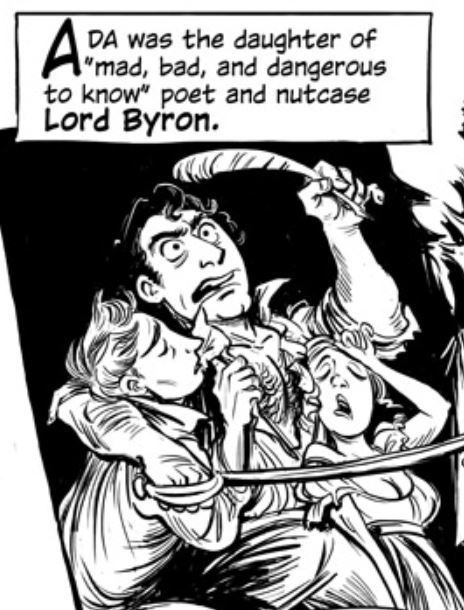 ADA was the daughter of
"mad, bad, and dangerous
to know" poet and nutcase
Lord Byron.